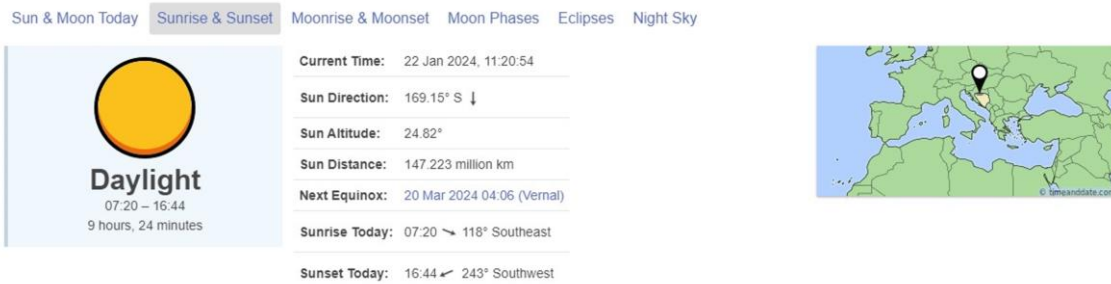 Sun & Moon Today Sunrise & Sunset Moonrise & Moonset Moon Phases Eclipses Night Sky
Daylight
07:20 – 16:44
9 hours, 24 minutes
Current Time: 22 Jan 2024, 11:20:54
Sun Direction: 169.15° S ↓
Sun Altitude: 24.82°
Sun Distance: 147.223 million km
Next Equinox: 20 Mar 2024 04:06 (Vernal)
Sunrise Today: 07:20 ↘ 118° Southeast
Sunset Today: 16:44 ↙ 243° Southwest
© timeanddate.com